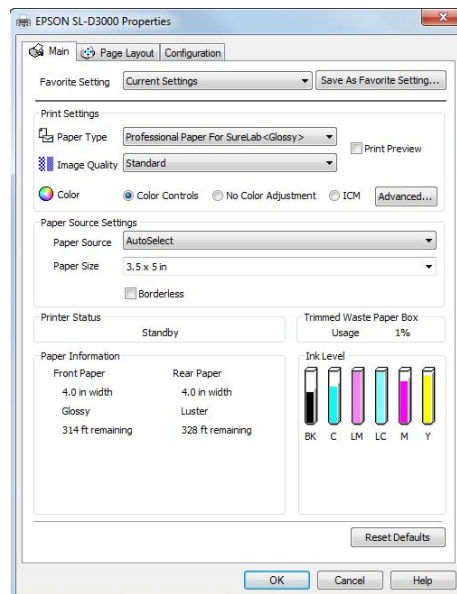 EPSON SL-D3000 Properties
Main Page Layout Configuration
Favorite Setting Current Settings Save As Favorite Setting...
Print Settings
Paper Type Professional Paper For SureLab<Glossy>
Print Preview
Image Quality Standard
Color Color Controls No Color Adjustment ICM Advanced...
Paper Source Settings
Paper Source AutoSelect
Paper Size 3.5 x 5 in
Borderless
Printer Status
Standby
Trimmed Waste Paper Box
Usage 1%
Paper Information
Front Paper Rear Paper
4.0 in width 4.0 in width
Glossy Luster
314 ft remaining 328 ft remaining
Ink Level
BK C LM LC M Y
Reset Defaults
OK Cancel Help